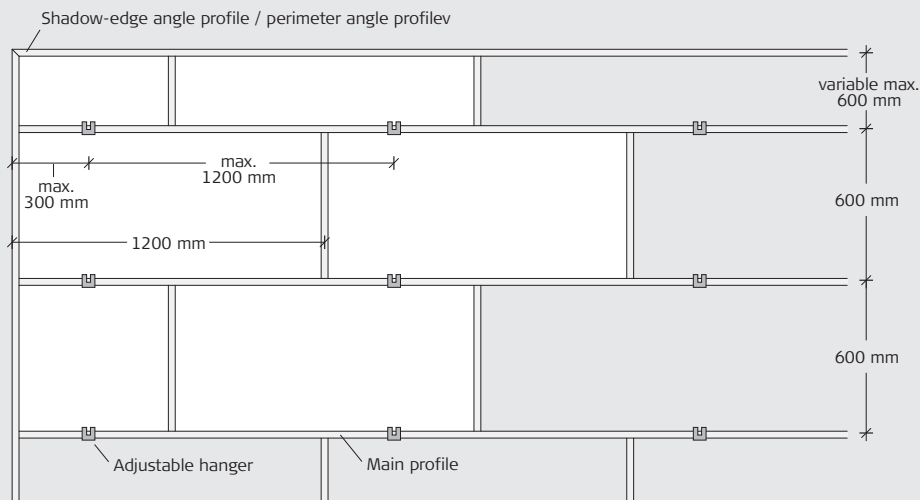 Shadow-edge angle profile / perimeter angle profilev
variable max.
600 mm
max.
1200 mm
max.
300 mm
600 mm
1200 mm
600 mm
Adjustable hanger
Main profile